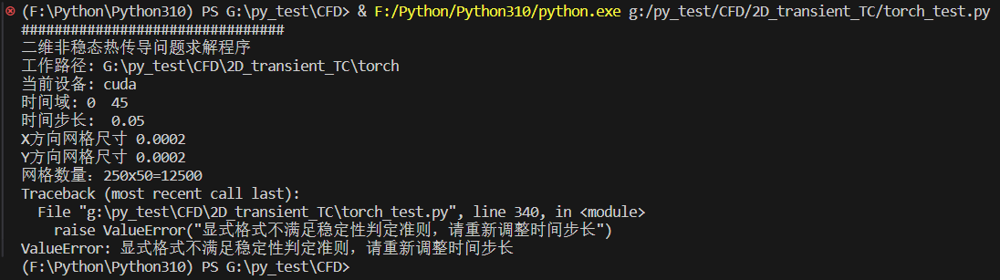 (F:\Python\Python310) PS G:\py_test\CFD> & F:/Python/Python310/python.exe g:/py_test/CFD/2D_transient_TC/torch_test.py
################################
二维非稳态热传导问题求解程序
工作路径: G:\py_test\CFD\2D_transient_TC\torch
当前设备: cuda
时间域: 0  45
时间步长:  0.05
X方向网格尺寸 0.0002
Y方向网格尺寸 0.0002
网格数量：250x50=12500
Traceback (most recent call last):
  File "g:\py_test\CFD\2D_transient_TC\torch_test.py", line 340, in <module>
    raise ValueError("显式格式不满足稳定性判定准则，请重新调整时间步长")
ValueError: 显式格式不满足稳定性判定准则，请重新调整时间步长
(F:\Python\Python310) PS G:\py_test\CFD>